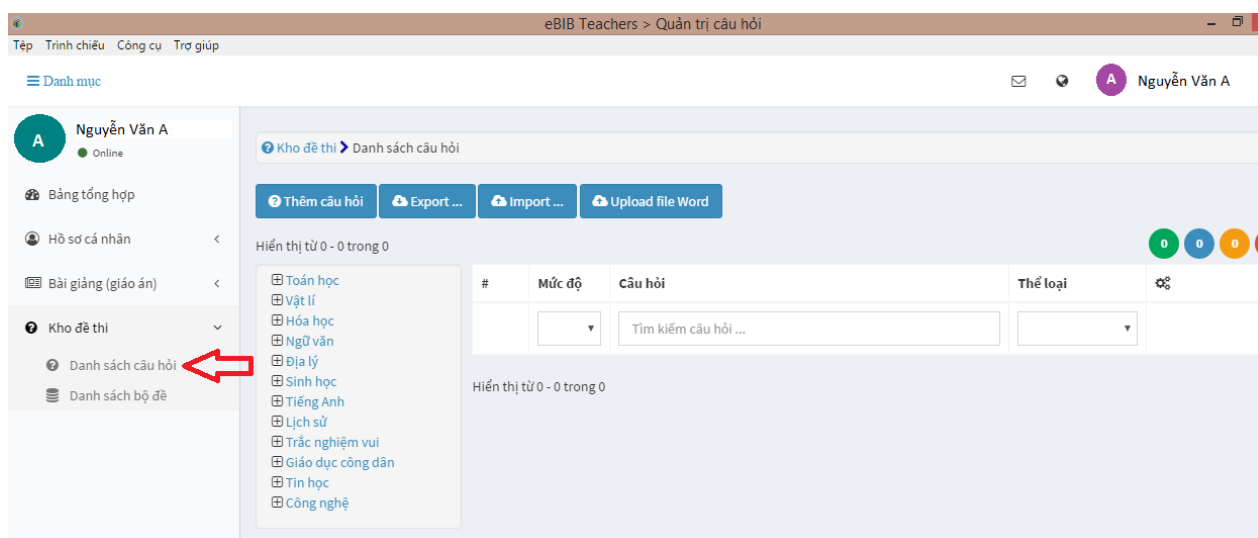 eBIB Teachers > Quản trị câu hỏi
Tệp Trình chiếu Công cụ Trợ giúp
Danh mục
A Nguyễn Văn A
A Nguyễn Văn A
Online
Bảng tổng hợp
Hồ sơ cá nhân
Bài giảng (giáo án)
Kho đề thi
Danh sách câu hỏi
Danh sách bộ đề
Kho đề thi Danh sách câu hỏi
Thêm câu hỏi Export ... Import ... Upload file Word
Hiển thị từ 0 - 0 trong 0
0 0 0
Toán học
Vật lí
Hóa học
Ngữ văn
Địa lý
Sinh học
Tiếng Anh
Lịch sử
Trắc nghiệm vui
Giáo dục công dân
Tin học
Công nghệ
# Mức độ Câu hỏi Thể loại
Tìm kiếm câu hỏi ...
Hiển thị từ 0 - 0 trong 0